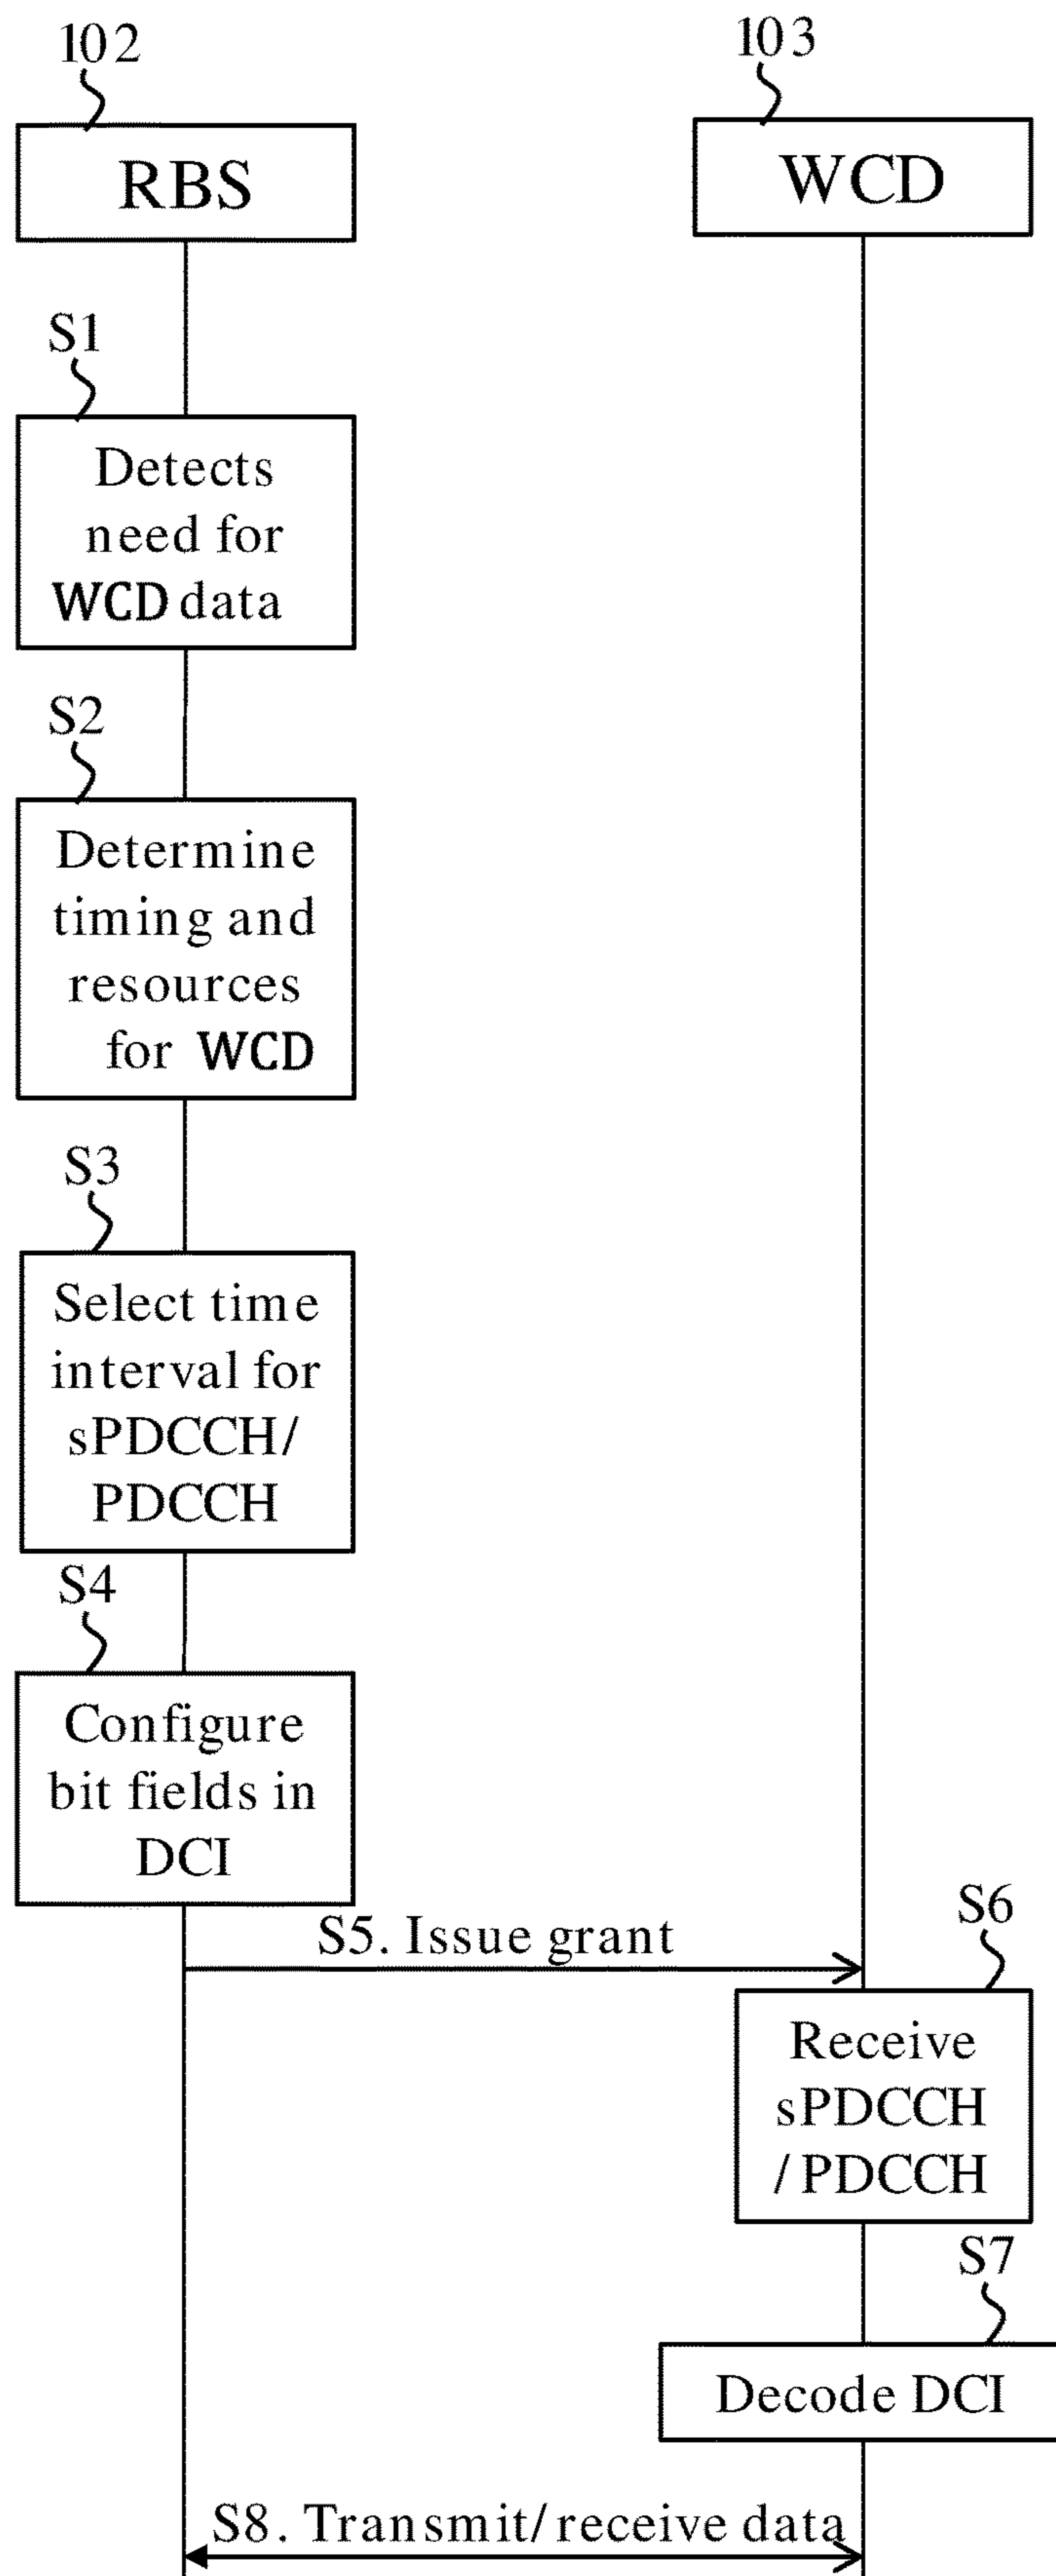 102
103
RBS
WCD
S1
Detects
need for
WCD data
S2
Determine
timing and
resources
for WCD
S3
Select time
interval for
sPDCCH/
PDCCH
S4
Configure
bit fields in
DCI
S5. Issue grant
S6
Receive
sPDCCH
/ PDCCH
S7
Decode DCI
S8. Transmit/ receive data